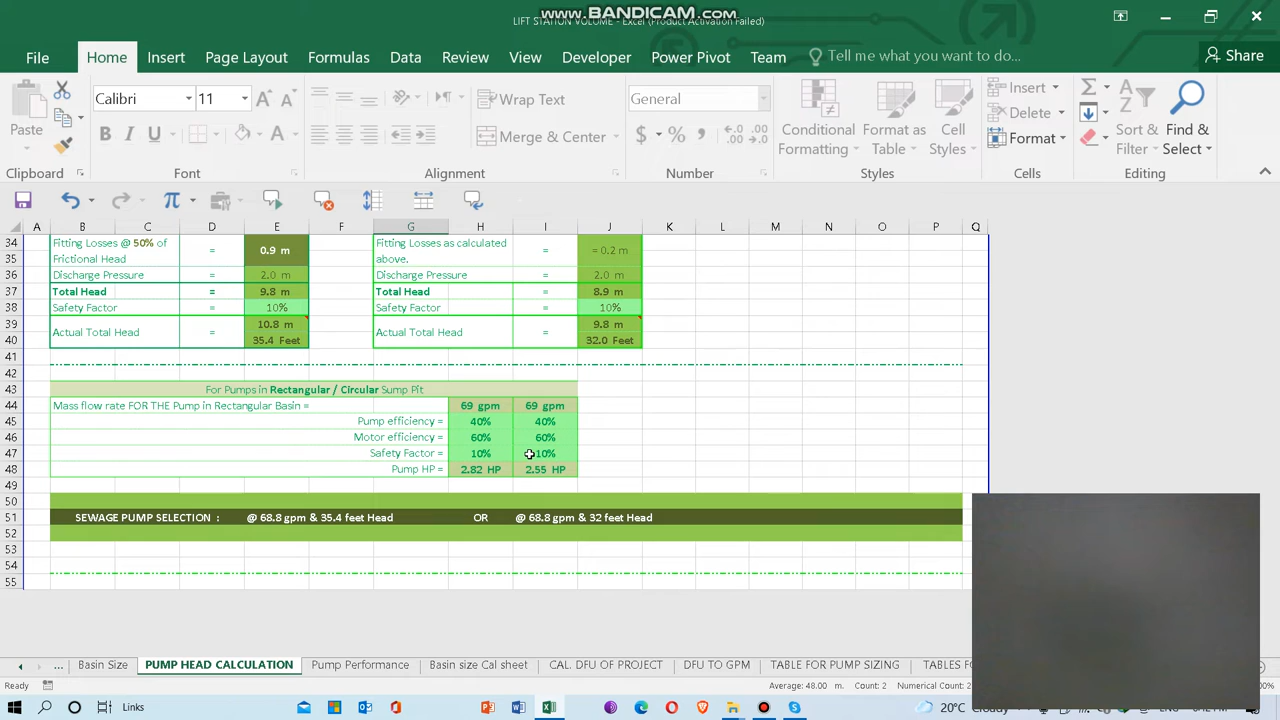 www.BANDICAM.com
LIFT STATION VOLUME - Excel (Product Activation Failed)
File Home Insert Page Layout Formulas Data Review View Developer Power Pivot Team Tell me what you want to do... Share
Paste Calibri 11 A A Wrap Text General Conditional Formatting Format as Table Cell Styles Insert Delete Format Sort & Filter Find & Select
B I U A Merge & Center $ %
Clipboard Font Alignment Number Styles Cells Editing
A B C D E F G H I J K L M N O P Q
34 Fitting Losses @ 50% of = 0.9 m Fitting Losses as calculated = = 0.2 m
35 Frictional Head above.
36 Discharge Pressure = 2.0 m Discharge Pressure = 2.0 m
37 Total Head = 9.8 m Total Head = 8.9 m
38 Safety Factor = 10% Safety Factor = 10%
39 Actual Total Head = 10.8 m Actual Total Head = 9.8 m
40 35.4 Feet 32.0 Feet
41
42
43 For Pumps in Rectangular / Circular Sump Pit
44 Mass flow rate FOR THE Pump in Rectangular Basin = 69 gpm 69 gpm
45 Pump efficiency = 40% 40%
46 Motor efficiency = 60% 60%
47 Safety Factor = 10% 10%
48 Pump HP = 2.82 HP 2.55 HP
49
50
51 SEWAGE PUMP SELECTION : @ 68.8 gpm & 35.4 feet Head OR @ 68.8 gpm & 32 feet Head
52
53
54
55
... Basin Size PUMP HEAD CALCULATION Pump Performance Basin size Cal sheet CAL. DFU OF PROJECT DFU TO GPM TABLE FOR PUMP SIZING TABLES FO
Ready Average: 48.00 m. Count: 2 Numerical Count: 2
Links 20°C Cloudy